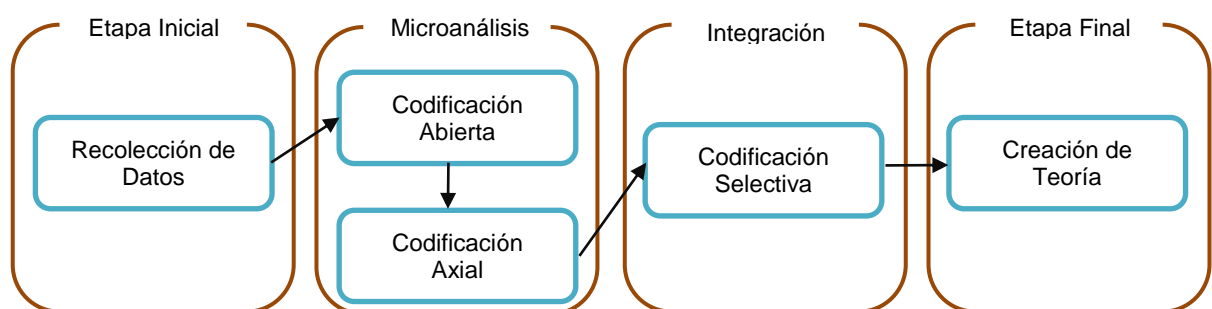 Etapa Inicial
Recolección de
Datos
Microanálisis
Codificación
Abierta
Codificación
Axial
Integración
Codificación
Selectiva
Etapa Final
Creación de
Teoría